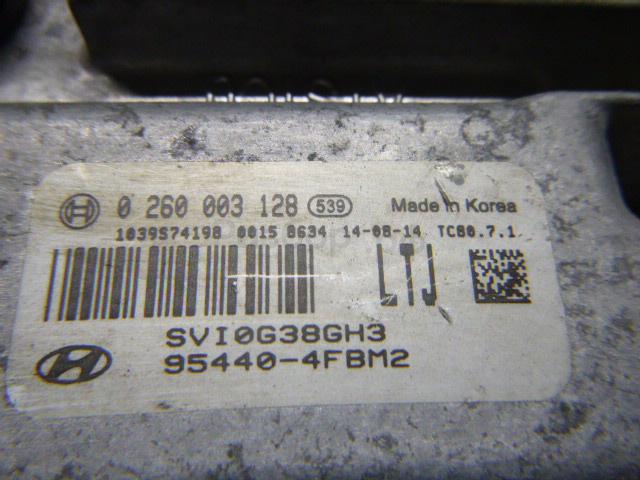 0 260 003 128 539 Made in Korea
1039S74198 0015 8634 14-08-14 TC80.7.1
LTJ
SVI0G38GH3
95440-4FBM2